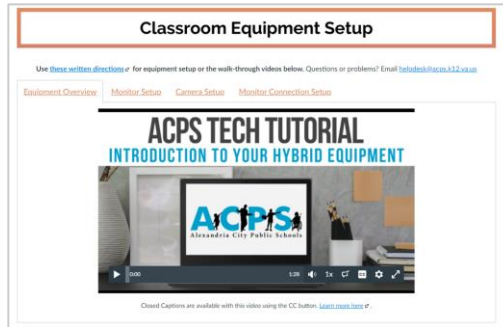 Classroom Equipment Setup
Use these written directions for equipment setup or the walk-through videos below. Questions or problems? Email helpdesk@acps.k12.va.us
Equipment Overview Monitor Setup Camera Setup Monitor Connection Setup
ACPS TECH TUTORIAL
INTRODUCTION TO YOUR HYBRID EQUIPMENT
ACPS
Alexandria City Public Schools
0:00 1:28 1x CC
Closed Captions are available with this video using the CC button. Learn more here.